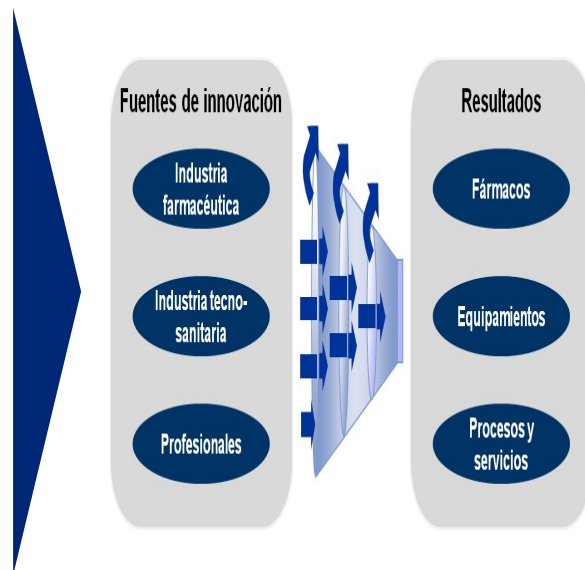 Fuentes de innovación
Industria
farmacéutica
Industria tecno-
sanitaria
Profesionales
Resultados
Fármacos
Equipamientos
Procesos y
servicios